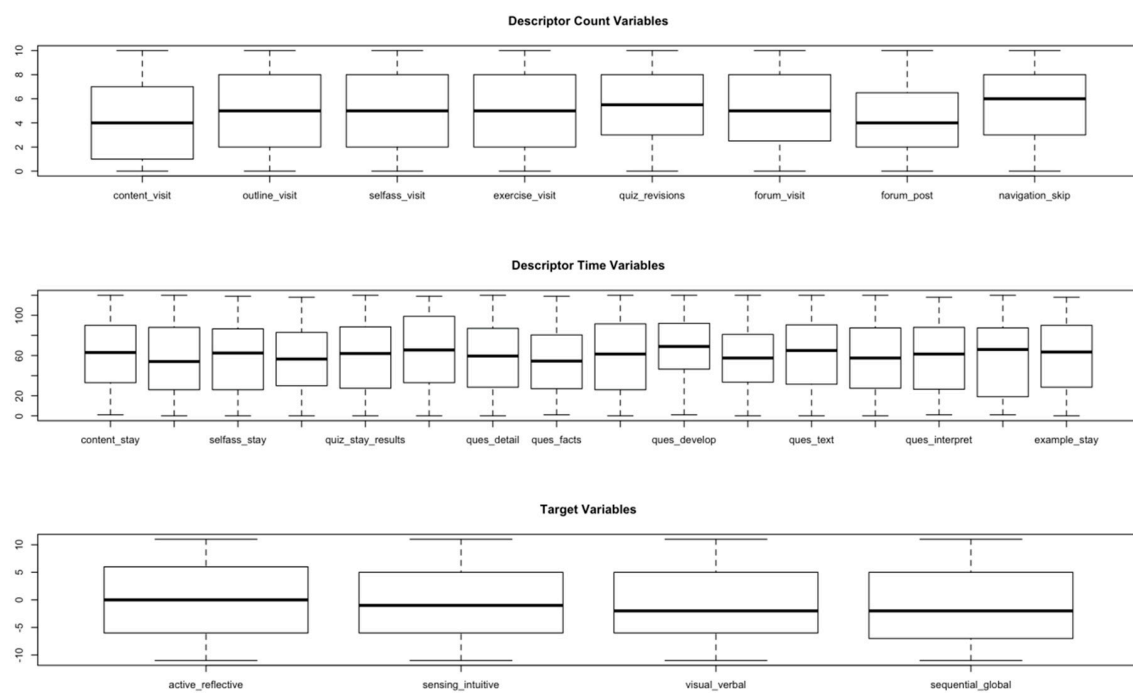 Descriptor Count Variables
10
8
6
4
2
0
content_visit outline_visit selfass_visit exercise_visit quiz_revisions forum_visit forum_post navigation_skip
Descriptor Time Variables
100
60
20
0
content_stay selfass_stay quiz_stay_results ques_detail ques_facts ques_develop ques_text ques_interpret example_stay
Target Variables
10
5
0
-5
-10
active_reflective sensing_intuitive visual_verbal sequential_global